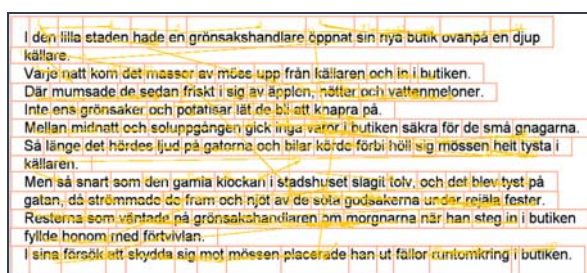 I den lilla staden hade en grönsakshandlare öppnat sin nya butik ovanpå en djup
källare.
Varje natt kom det massor av möss upp från källaren och in i butiken.
Där mumsade de sedan friskt i sig av äpplen, nötter och vattenmeloner.
Inte ens grönsaker och potatisar lät de bli att knapra på.
Mellan midnatt och soluppgången gick inga varor i butiken säkra för de små gnagarna.
Så länge det hördes ljud på gatorna och bilar körde förbi höll sig mössen helt tysta i
källaren.
Men så snart som den gamla klockan i stadshuset slagit tolv, och det blev tyst på
gatan, då strömmade de fram och njöt av de söta godsakerna under rejäla fester.
Resterna som väntade på grönsakshandlaren om morgnarna när han steg in i butiken
fyllde honom med förtvivlan.
I sina försök att skydda sig mot mössen placerade han ut fällor runtomkring i butiken.